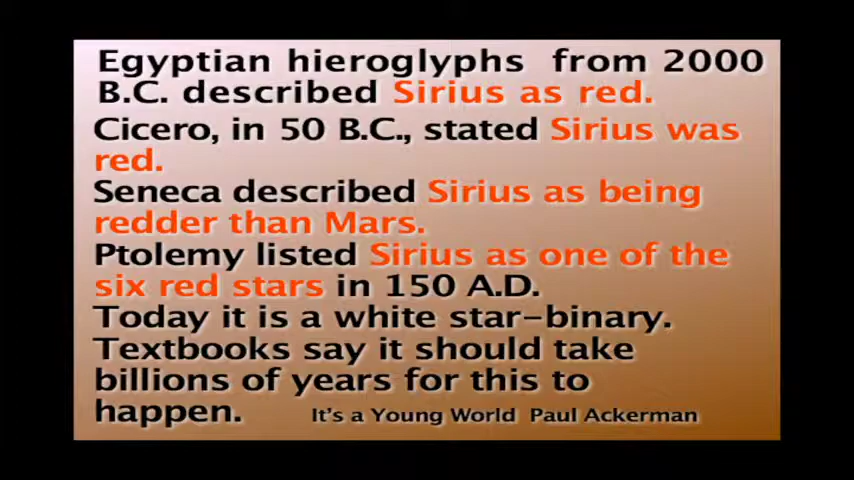 Egyptian hieroglyphs from 2000
B.C. described Sirius as red.
Cicero, in 50 B.C., stated Sirius was
red.
Seneca described Sirius as being
redder than Mars.
Ptolemy listed Sirius as one of the
six red stars in 150 A.D.
Today it is a white star-binary.
Textbooks say it should take
billions of years for this to
happen. It's a Young World Paul Ackerman